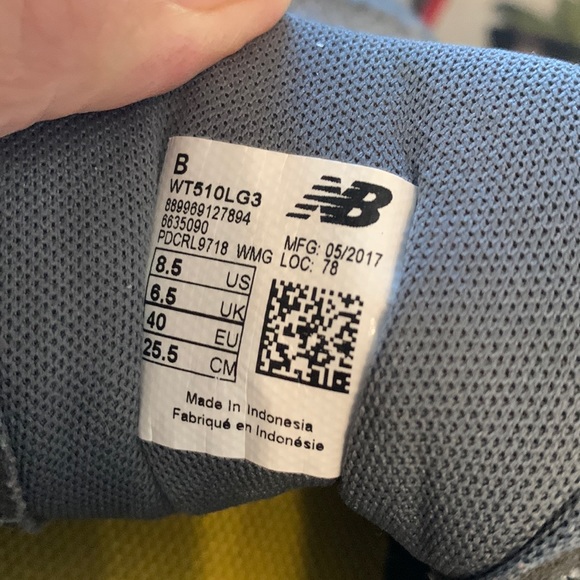 B
WT510LG3
889969127894
6635090
PDCRL9718 WMG
NB
MFG: 05/2017
LOC: 78
8.5 US
6.5 UK
40 EU
25.5 CM
Made In Indonesia
Fabriqué en Indonésie